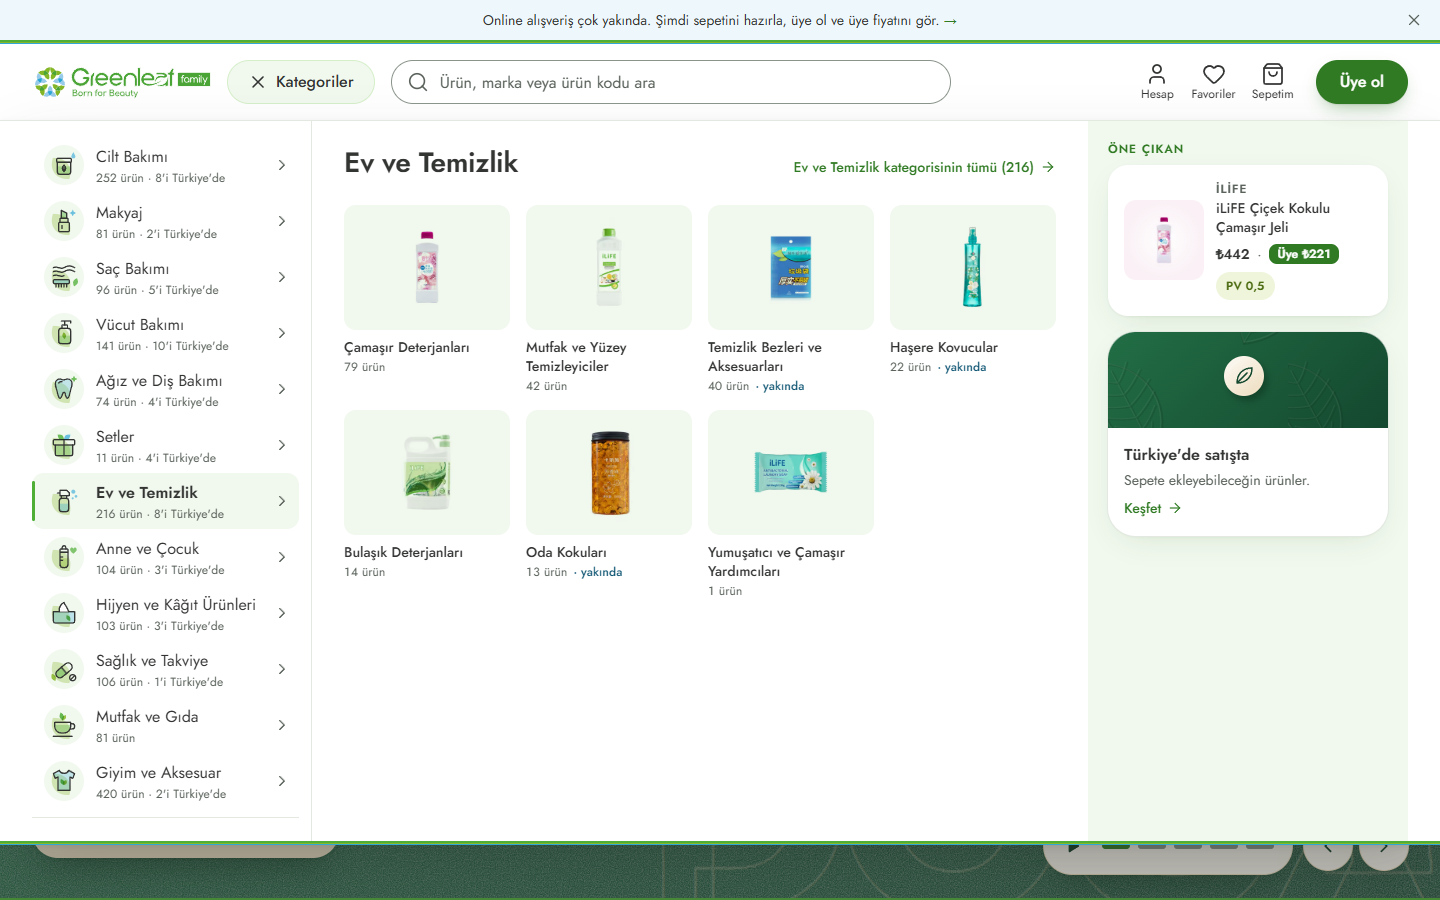 Online alışveriş çok yakında. Şimdi sepetini hazırla, üye ol ve üye fiyatını gör. →
Greenleaf family
Born for Beauty
Kategoriler
Ürün, marka veya ürün kodu ara
Hesap
Favoriler
Sepetim
Üye ol
Cilt Bakımı
252 ürün · 8'i Türkiye'de
Makyaj
81 ürün · 2'i Türkiye'de
Saç Bakımı
96 ürün · 5'i Türkiye'de
Vücut Bakımı
141 ürün · 10'i Türkiye'de
Ağız ve Diş Bakımı
74 ürün · 4'i Türkiye'de
Setler
11 ürün · 4'i Türkiye'de
Ev ve Temizlik
216 ürün · 8'i Türkiye'de
Anne ve Çocuk
104 ürün · 3'i Türkiye'de
Hijyen ve Kâğıt Ürünleri
103 ürün · 3'i Türkiye'de
Sağlık ve Takviye
106 ürün · 1'i Türkiye'de
Mutfak ve Gıda
81 ürün
Giyim ve Aksesuar
420 ürün · 2'i Türkiye'de
Ev ve Temizlik
Ev ve Temizlik kategorisinin tümü (216) →
iLiFE
Çamaşır Deterjanları
79 ürün
Mutfak ve Yüzey
Temizleyiciler
42 ürün
Temizlik Bezleri ve
Aksesuarları
40 ürün · yakında
Haşere Kovucular
22 ürün · yakında
iLiFE
Bulaşık Deterjanları
14 ürün
Oda Kokuları
13 ürün · yakında
Yumuşatıcı ve Çamaşır
Yardımcıları
1 ürün
ÖNE ÇIKAN
İLİFE
iLiFE Çiçek Kokulu
Çamaşır Jeli
₺442 · Üye ₺221
PV 0,5
Türkiye'de satışta
Sepete ekleyebileceğin ürünler.
Keşfet →